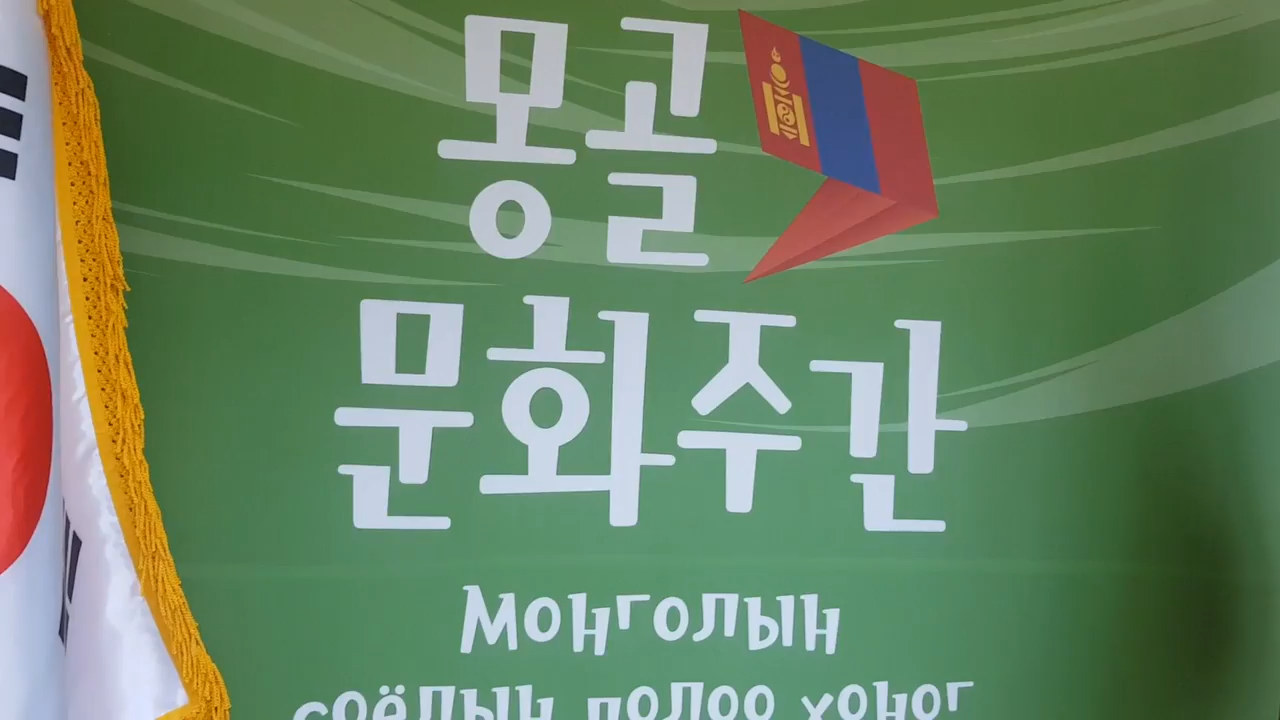 몽골
문화주간
Монголын
соёлын долоо хоног